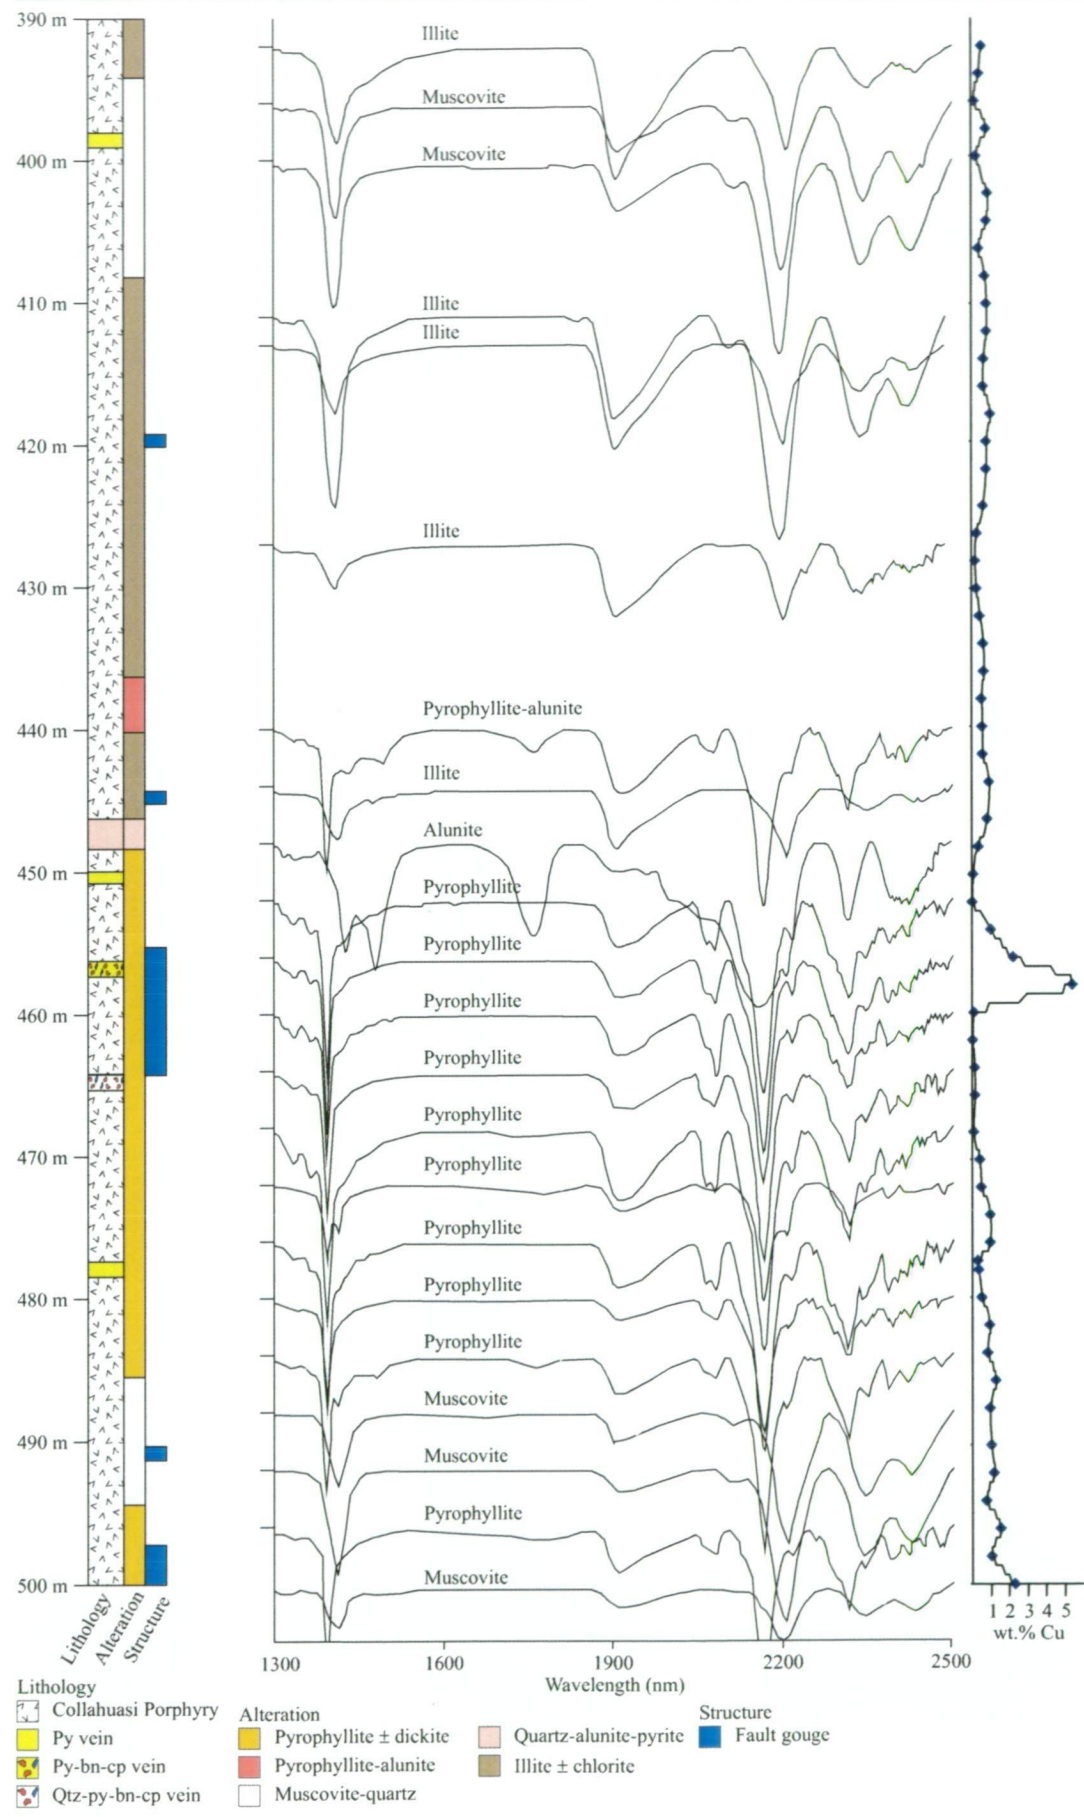 390 m
400 m
410 m
420 m
430 m
440 m
450 m
460 m
470 m
480 m
490 m
500 m
Lithology
Alteration
Structure
Illite
Muscovite
Muscovite
Illite
Illite
Illite
Pyrophyllite-alunite
Illite
Alunite
Pyrophyllite
Pyrophyllite
Pyrophyllite
Pyrophyllite
Pyrophyllite
Pyrophyllite
Pyrophyllite
Pyrophyllite
Pyrophyllite
Muscovite
Muscovite
Pyrophyllite
Muscovite
1300 1600 1900 2200 2500
Wavelength (nm)
1 2 3 4 5
wt.% Cu
Lithology
Collahuasi Porphyry
Py vein
Py-bn-cp vein
Qtz-py-bn-cp vein
Alteration
Pyrophyllite ± dickite
Pyrophyllite-alunite
Muscovite-quartz
Quartz-alunite-pyrite
Illite ± chlorite
Structure
Fault gouge